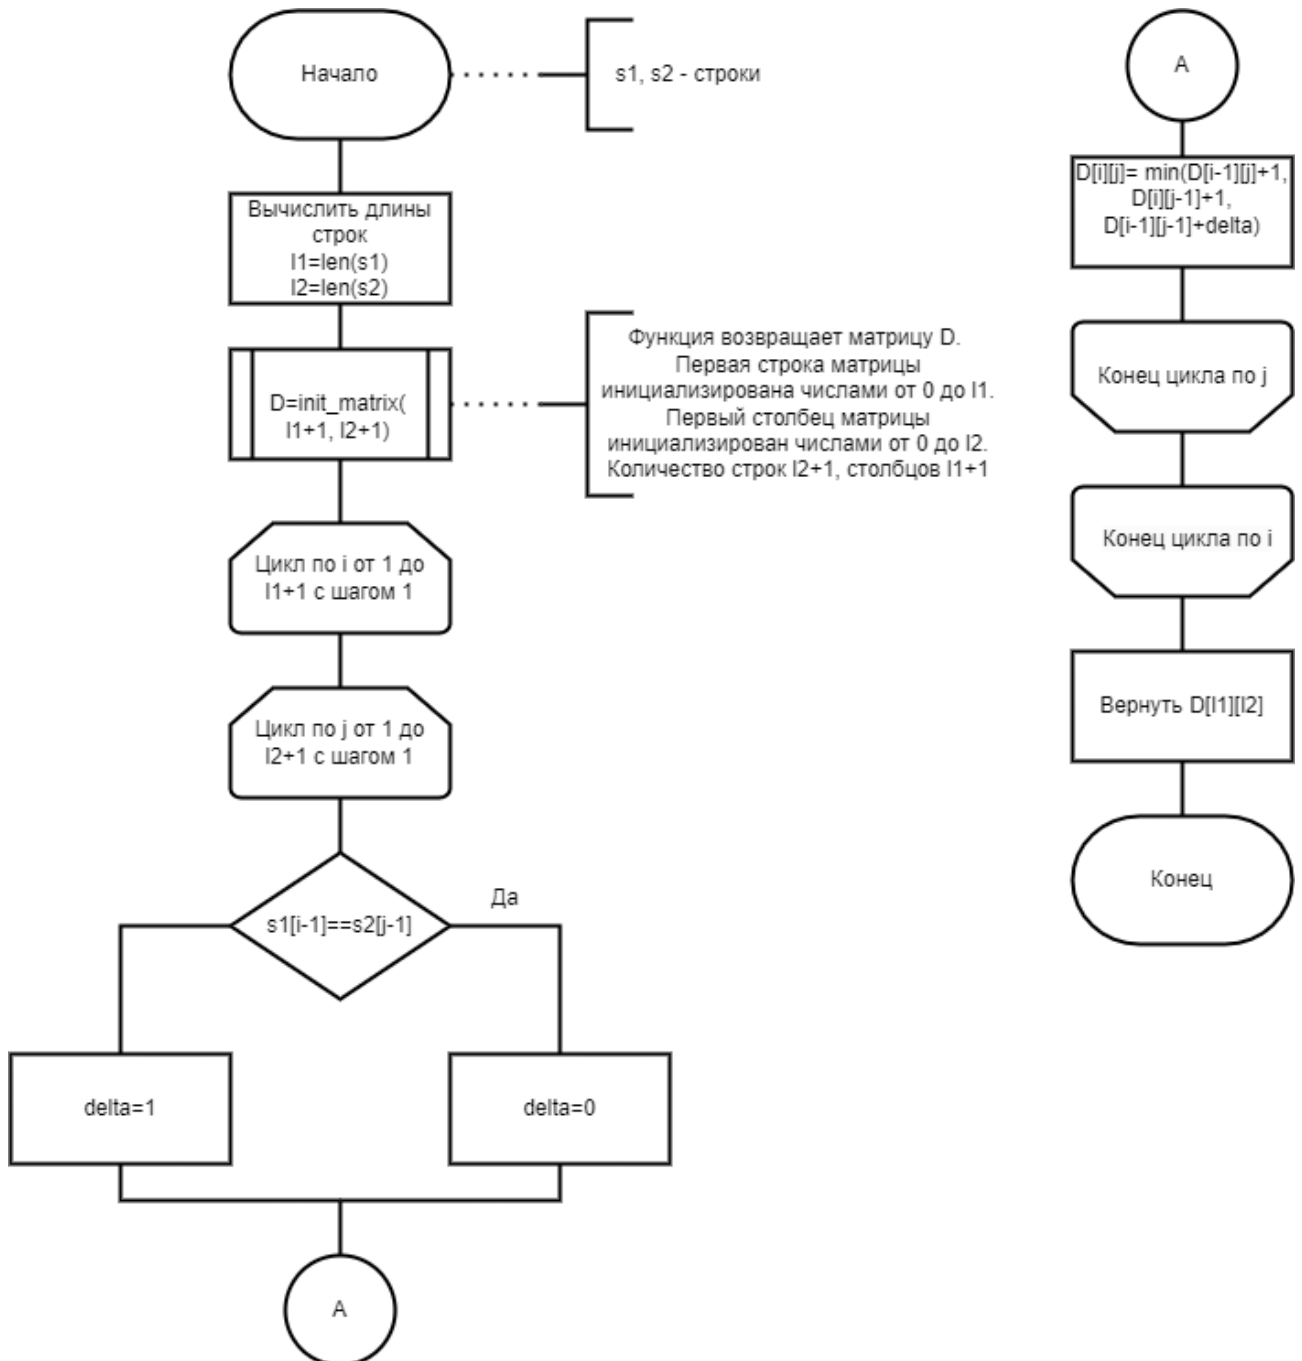 Начало
s1, s2 - строки
Вычислить длины
строк
l1=len(s1)
l2=len(s2)
D=init_matrix(
l1+1, l2+1)
Функция возвращает матрицу D.
Первая строка матрицы
инициализирована числами от 0 до l1.
Первый столбец матрицы
инициализирован числами от 0 до l2.
Количество строк l2+1, столбцов l1+1
Цикл по i от 1 до
l1+1 с шагом 1
Цикл по j от 1 до
l2+1 с шагом 1
s1[i-1]==s2[j-1]
Да
delta=1
delta=0
A
A
D[i][j]= min(D[i-1][j]+1,
D[i][j-1]+1,
D[i-1][j-1]+delta)
Конец цикла по j
Конец цикла по i
Вернуть D[l1][l2]
Конец